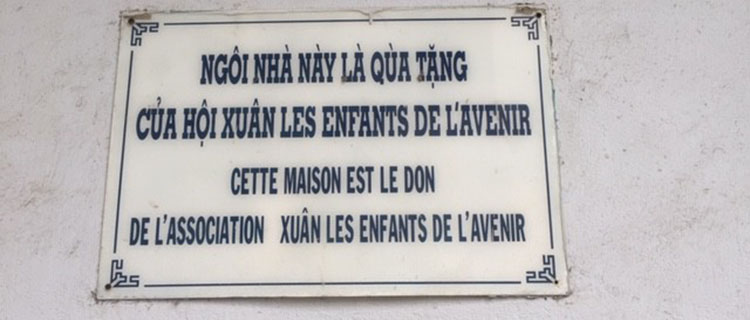 NGÔI NHÀ NÀY LÀ QÙA TẶNG
CỦA HỘI XUÂN LES ENFANTS DE L'AVENIR
CETTE MAISON EST LE DON
DE L'ASSOCIATION XUÂN LES ENFANTS DE L'AVENIR